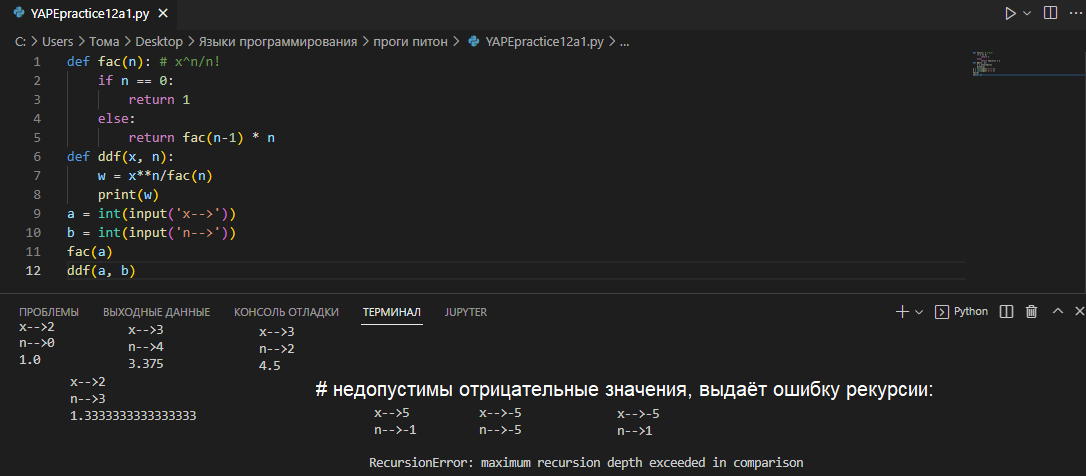 YAPEpractice12a1.py
C: > Users > Тома > Desktop > Языки программирования > проги питон > YAPEpractice12a1.py > ...
1 def fac(n): # x^n/n!
2 if n == 0:
3 return 1
4 else:
5 return fac(n-1) * n
6 def ddf(x, n):
7 w = x**n/fac(n)
8 print(w)
9 a = int(input('x-->'))
10 b = int(input('n-->'))
11 fac(a)
12 ddf(a, b)
ПРОБЛЕМЫ ВЫХОДНЫЕ ДАННЫЕ КОНСОЛЬ ОТЛАДКИ ТЕРМИНАЛ JUPYTER Python
x-->2 x-->3 x-->3
n-->0 n-->4 n-->2
1.0 3.375 4.5
x-->2
n-->3
1.3333333333333333
# недопустимы отрицательные значения, выдаёт ошибку рекурсии:
x-->5 x-->-5 x-->-5
n-->-1 n-->-5 n-->1
RecursionError: maximum recursion depth exceeded in comparison